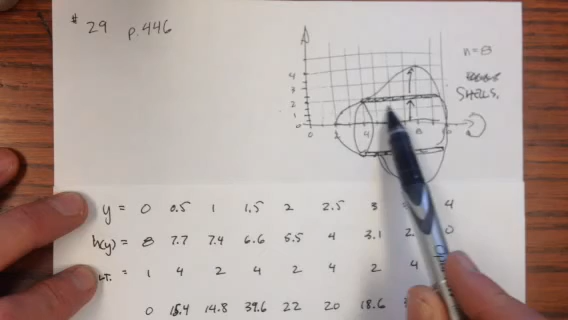 # 29 p. 446
n = 8
SHELLS.
4
3
2
1
0
0 2 4 8 10
y = 0 0.5 1 1.5 2 2.5 3 4
h(y) = 8 7.7 7.4 6.6 5.5 4 3.1 2. 0
WT. = 1 4 2 4 2 4 2 4
0 15.4 14.8 39.6 22 20 18.6